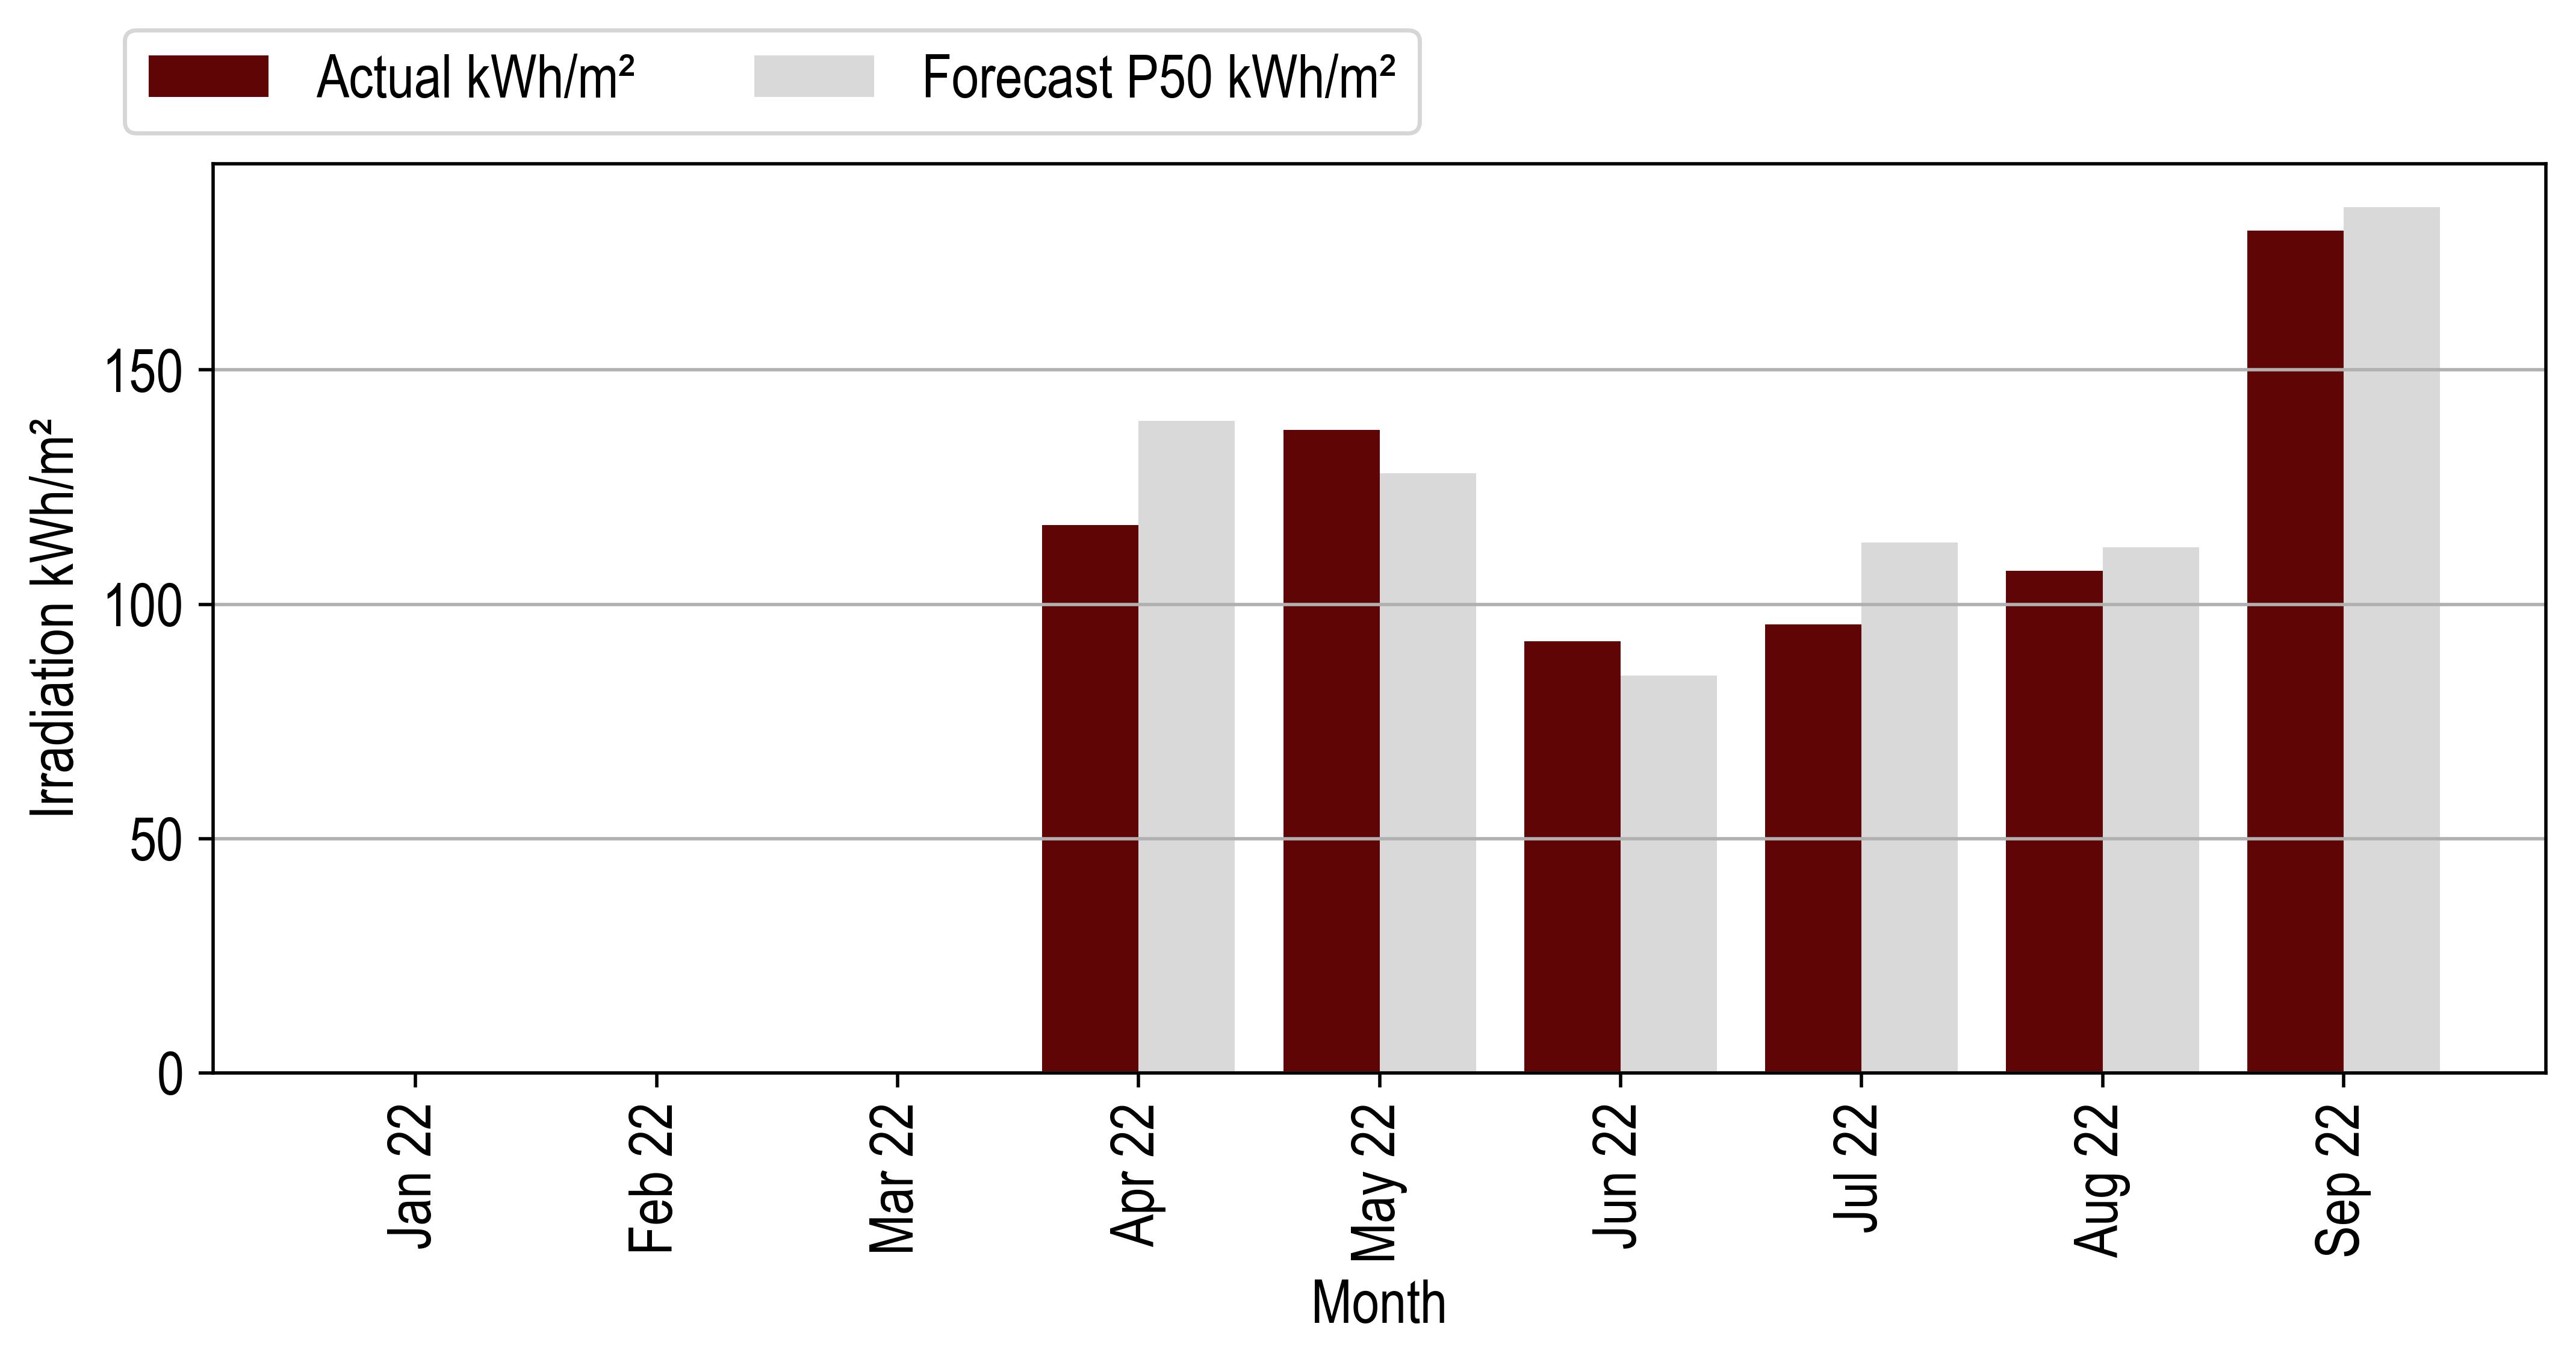 Actual kWh/m² Forecast P50 kWh/m²
Irradiation kWh/m²
150
100
50
0
Jan 22
Feb 22
Mar 22
Apr 22
May 22
Jun 22
Jul 22
Aug 22
Sep 22
Month